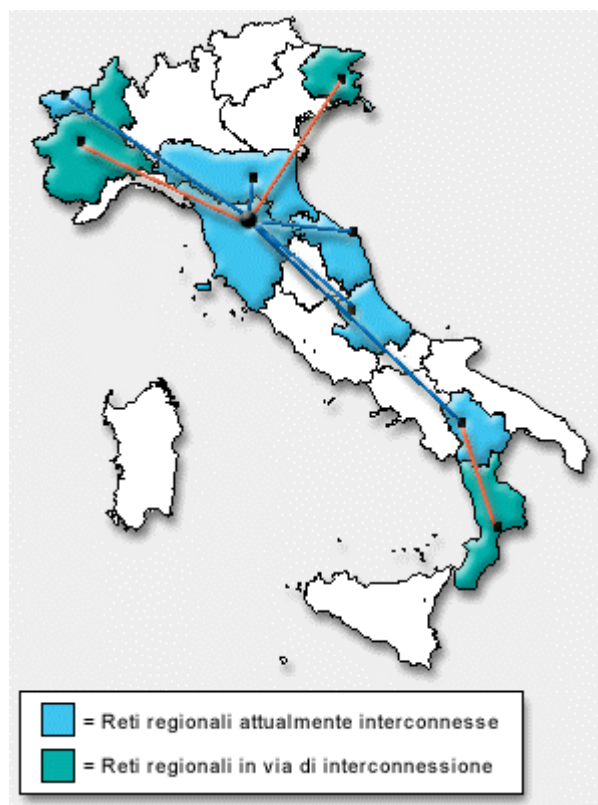 = Reti regionali attualmente interconnesse
= Reti regionali in via di interconnessione